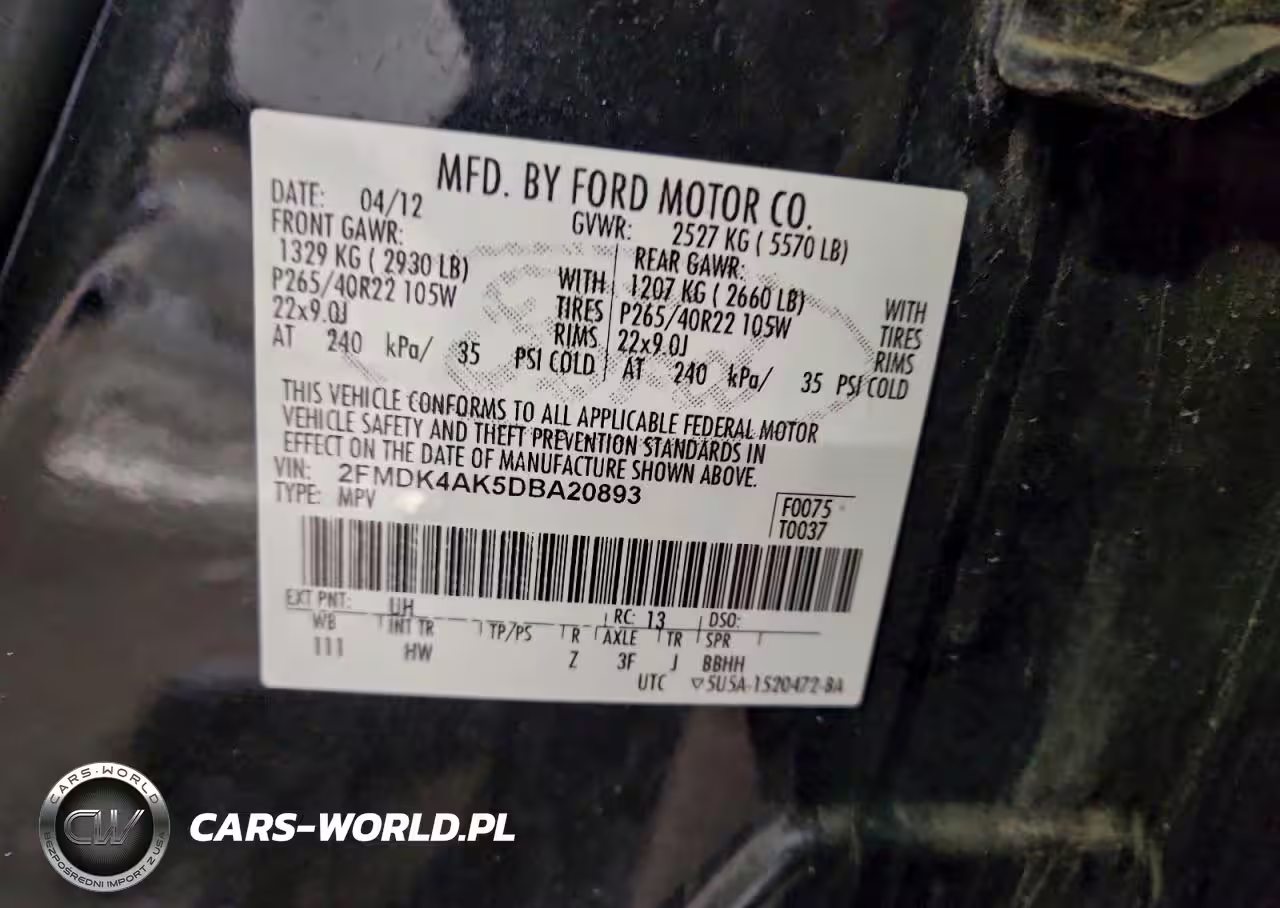 MFD. BY FORD MOTOR CO.
DATE: 04/12 GVWR: 2527 KG ( 5570 LB)
FRONT GAWR: REAR GAWR:
1329 KG ( 2930 LB) WITH 1207 KG ( 2660 LB) WITH
P265/40R22 105W TIRES P265/40R22 105W TIRES
22x9.0J RIMS 22x9.0J RIMS
AT 240 kPa/ 35 PSI COLD AT 240 kPa/ 35 PSI COLD
THIS VEHICLE CONFORMS TO ALL APPLICABLE FEDERAL MOTOR
VEHICLE SAFETY AND THEFT PREVENTION STANDARDS IN
EFFECT ON THE DATE OF MANUFACTURE SHOWN ABOVE.
VIN: 2FMDK4AK5DBA20893
TYPE: MPV
F0075
T0037
EXT PNT: UH RC: 13 DSO:
WB INT TR TP/PS R AXLE TR SPR
111 HW Z 3F J BBHH
UTC ▽5U5A-1520472-BA
CARS-WORLD
CW
BEZPOŚREDNI IMPORT Z USA
CARS-WORLD.PL